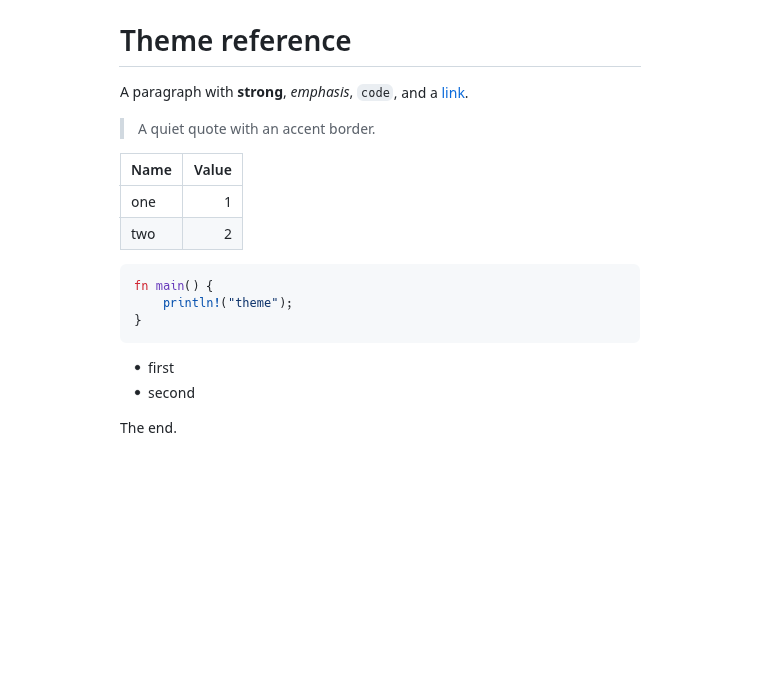 Theme reference
A paragraph with strong, emphasis, code, and a link.
A quiet quote with an accent border.
Name Value
one 1
two 2
fn main() {
    println!("theme");
}
• first
• second
The end.